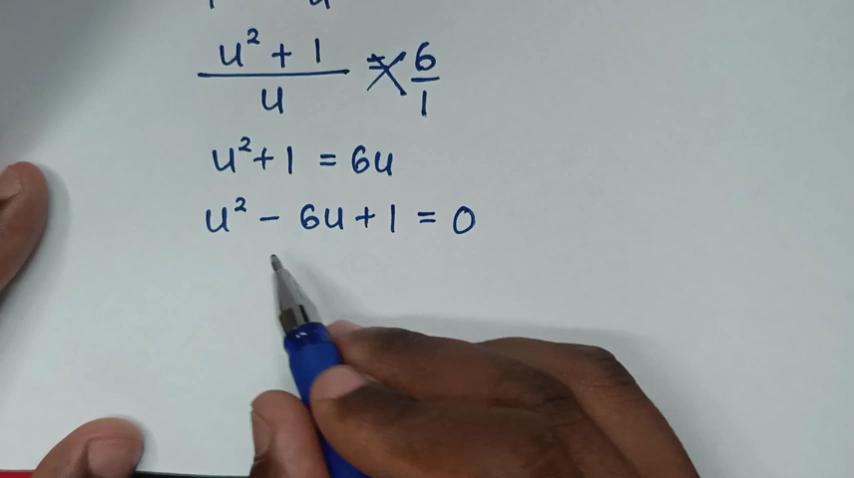 u² + 1 / u = 6 / 1
u² + 1 = 6u
u² - 6u + 1 = 0